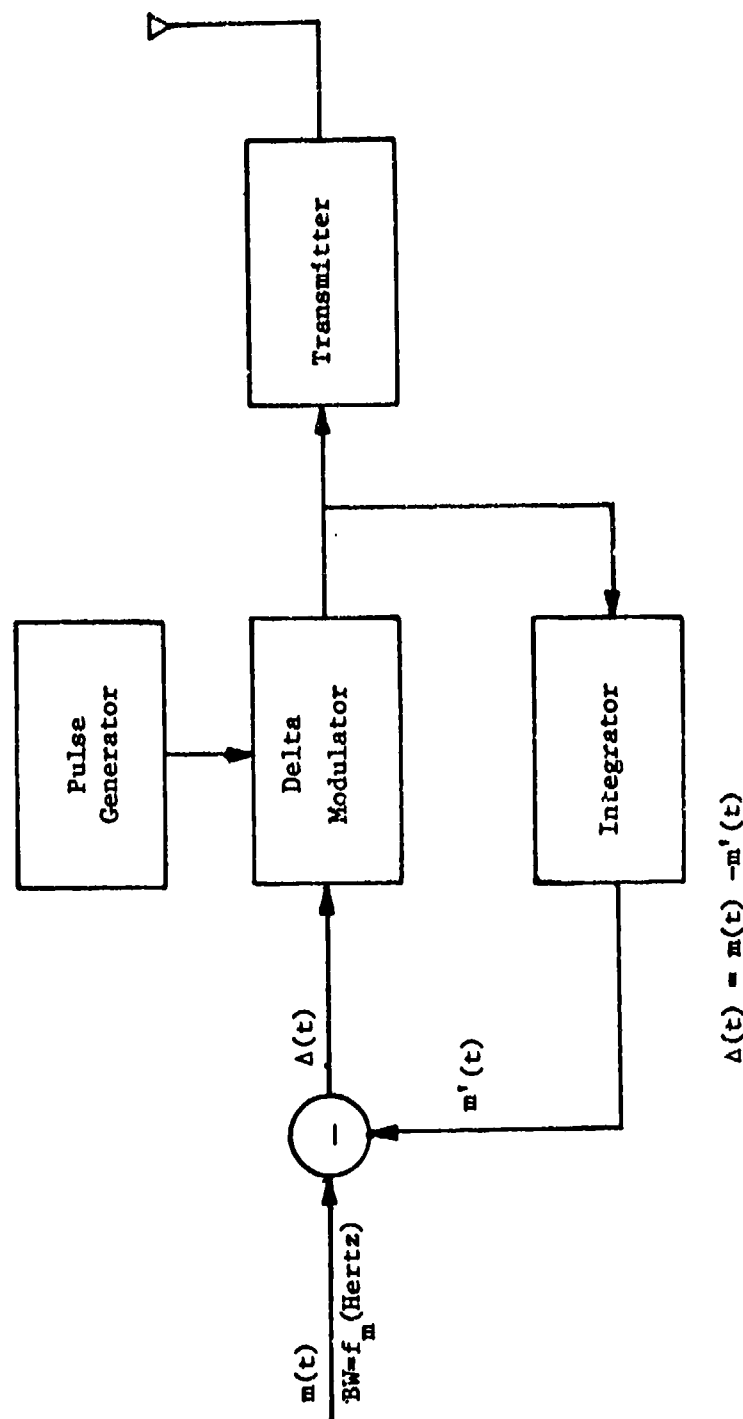 m(t)
BW=f_m(Hertz)
Δ(t)
m'(t)
Pulse
Generator
Delta
Modulator
Integrator
Transmitter
Δ(t) = m(t) -m'(t)